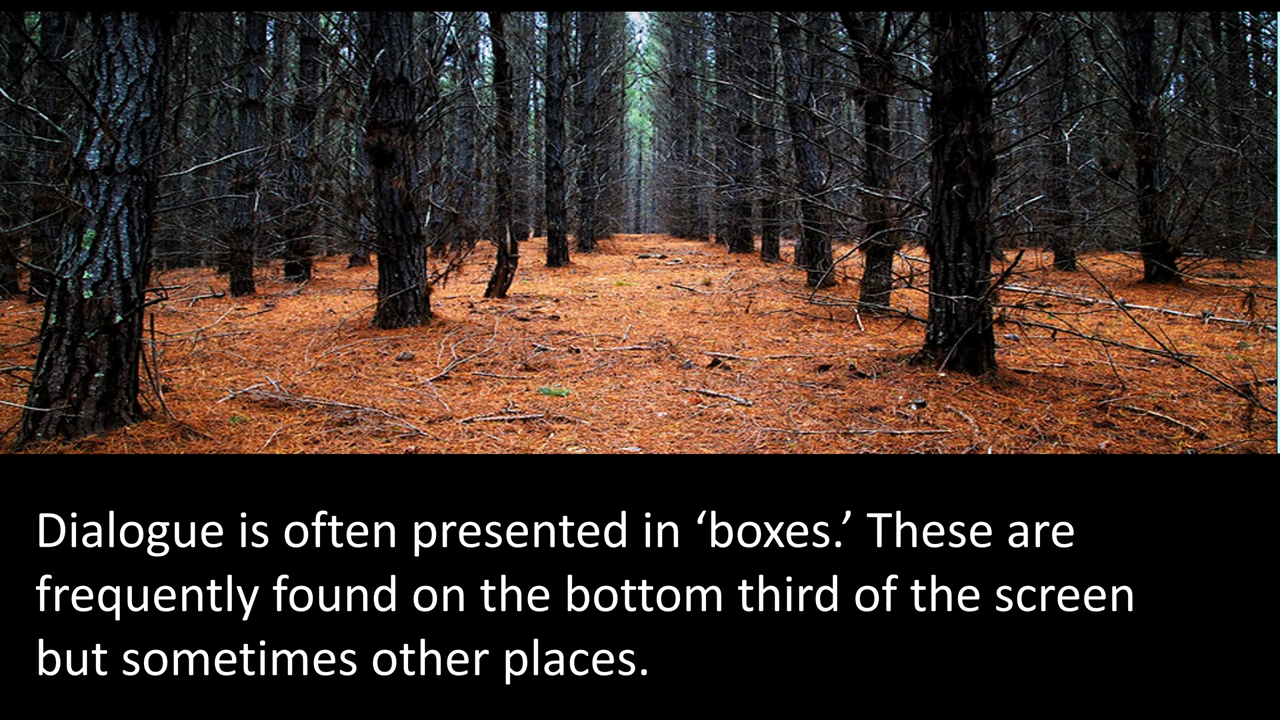 Dialogue is often presented in ‘boxes.’ These are
frequently found on the bottom third of the screen
but sometimes other places.